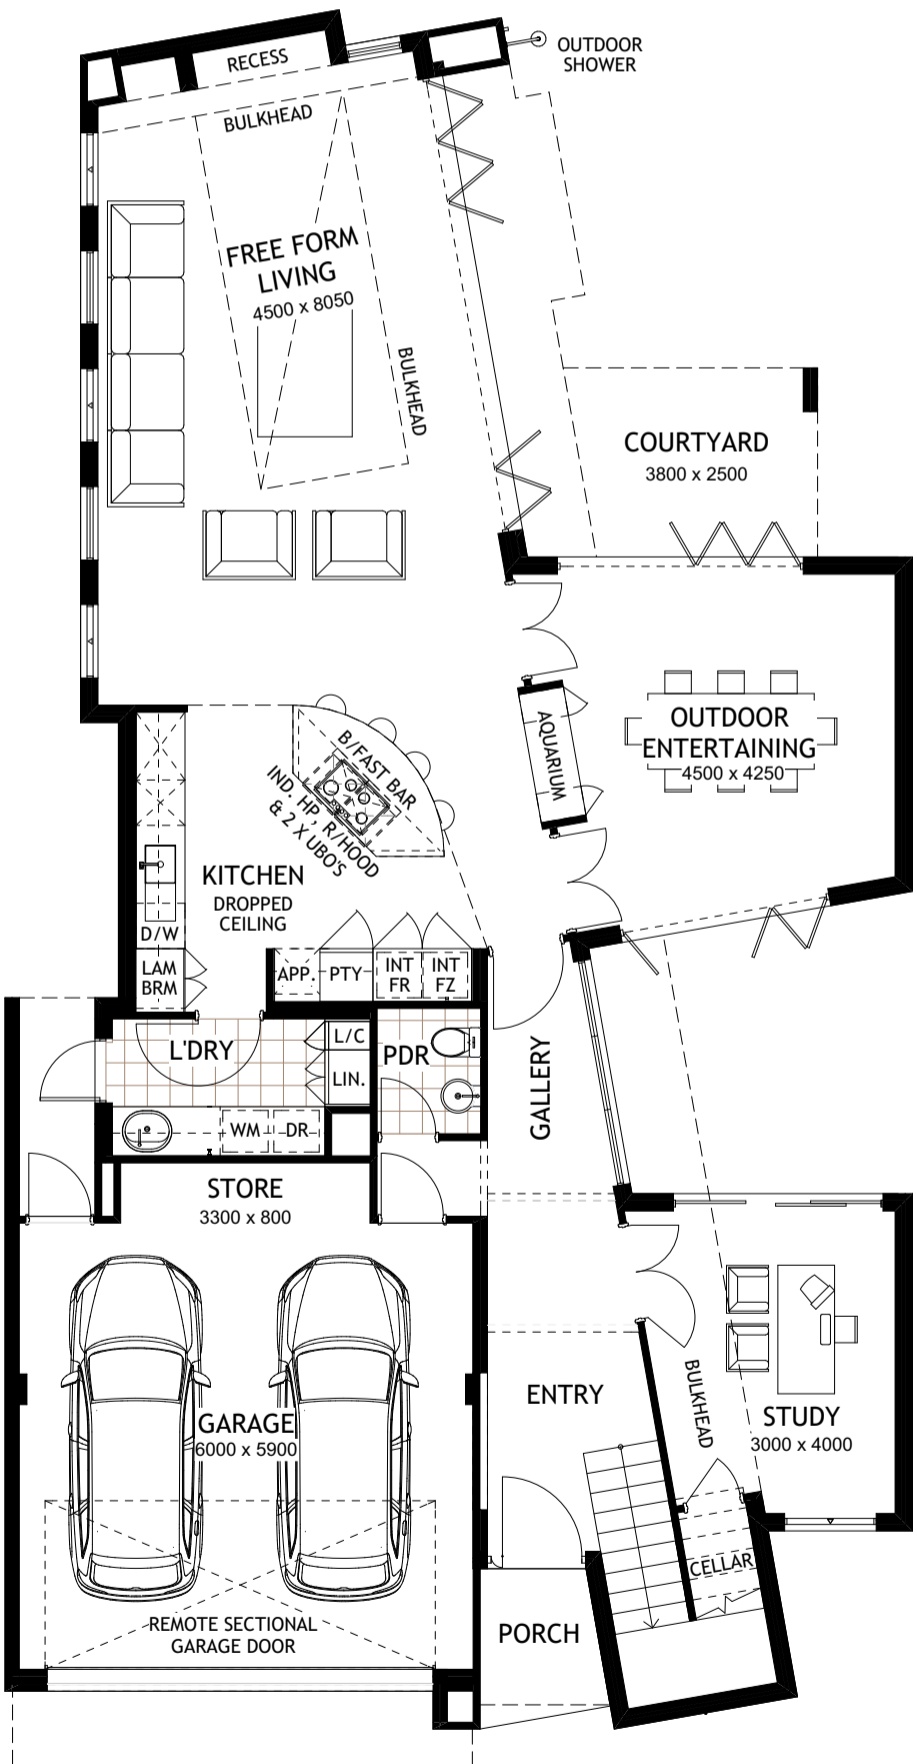 RECESS
OUTDOOR
SHOWER
BULKHEAD
FREE FORM
LIVING
4500 x 8050
BULKHEAD
COURTYARD
3800 x 2500
AQUARIUM
OUTDOOR
ENTERTAINING
4500 x 4250
B/FAST BAR
IND. HP, R/HOOD
& 2 X UBO'S
KITCHEN
DROPPED
CEILING
D/W
LAM
BRM
APP.
PTY
INT
FR
INT
FZ
L'DRY
L/C
LIN.
PDR
GALLERY
WM
DR
STORE
3300 x 800
ENTRY
BULKHEAD
STUDY
3000 x 4000
GARAGE
6000 x 5900
CELLAR
REMOTE SECTIONAL
GARAGE DOOR
PORCH